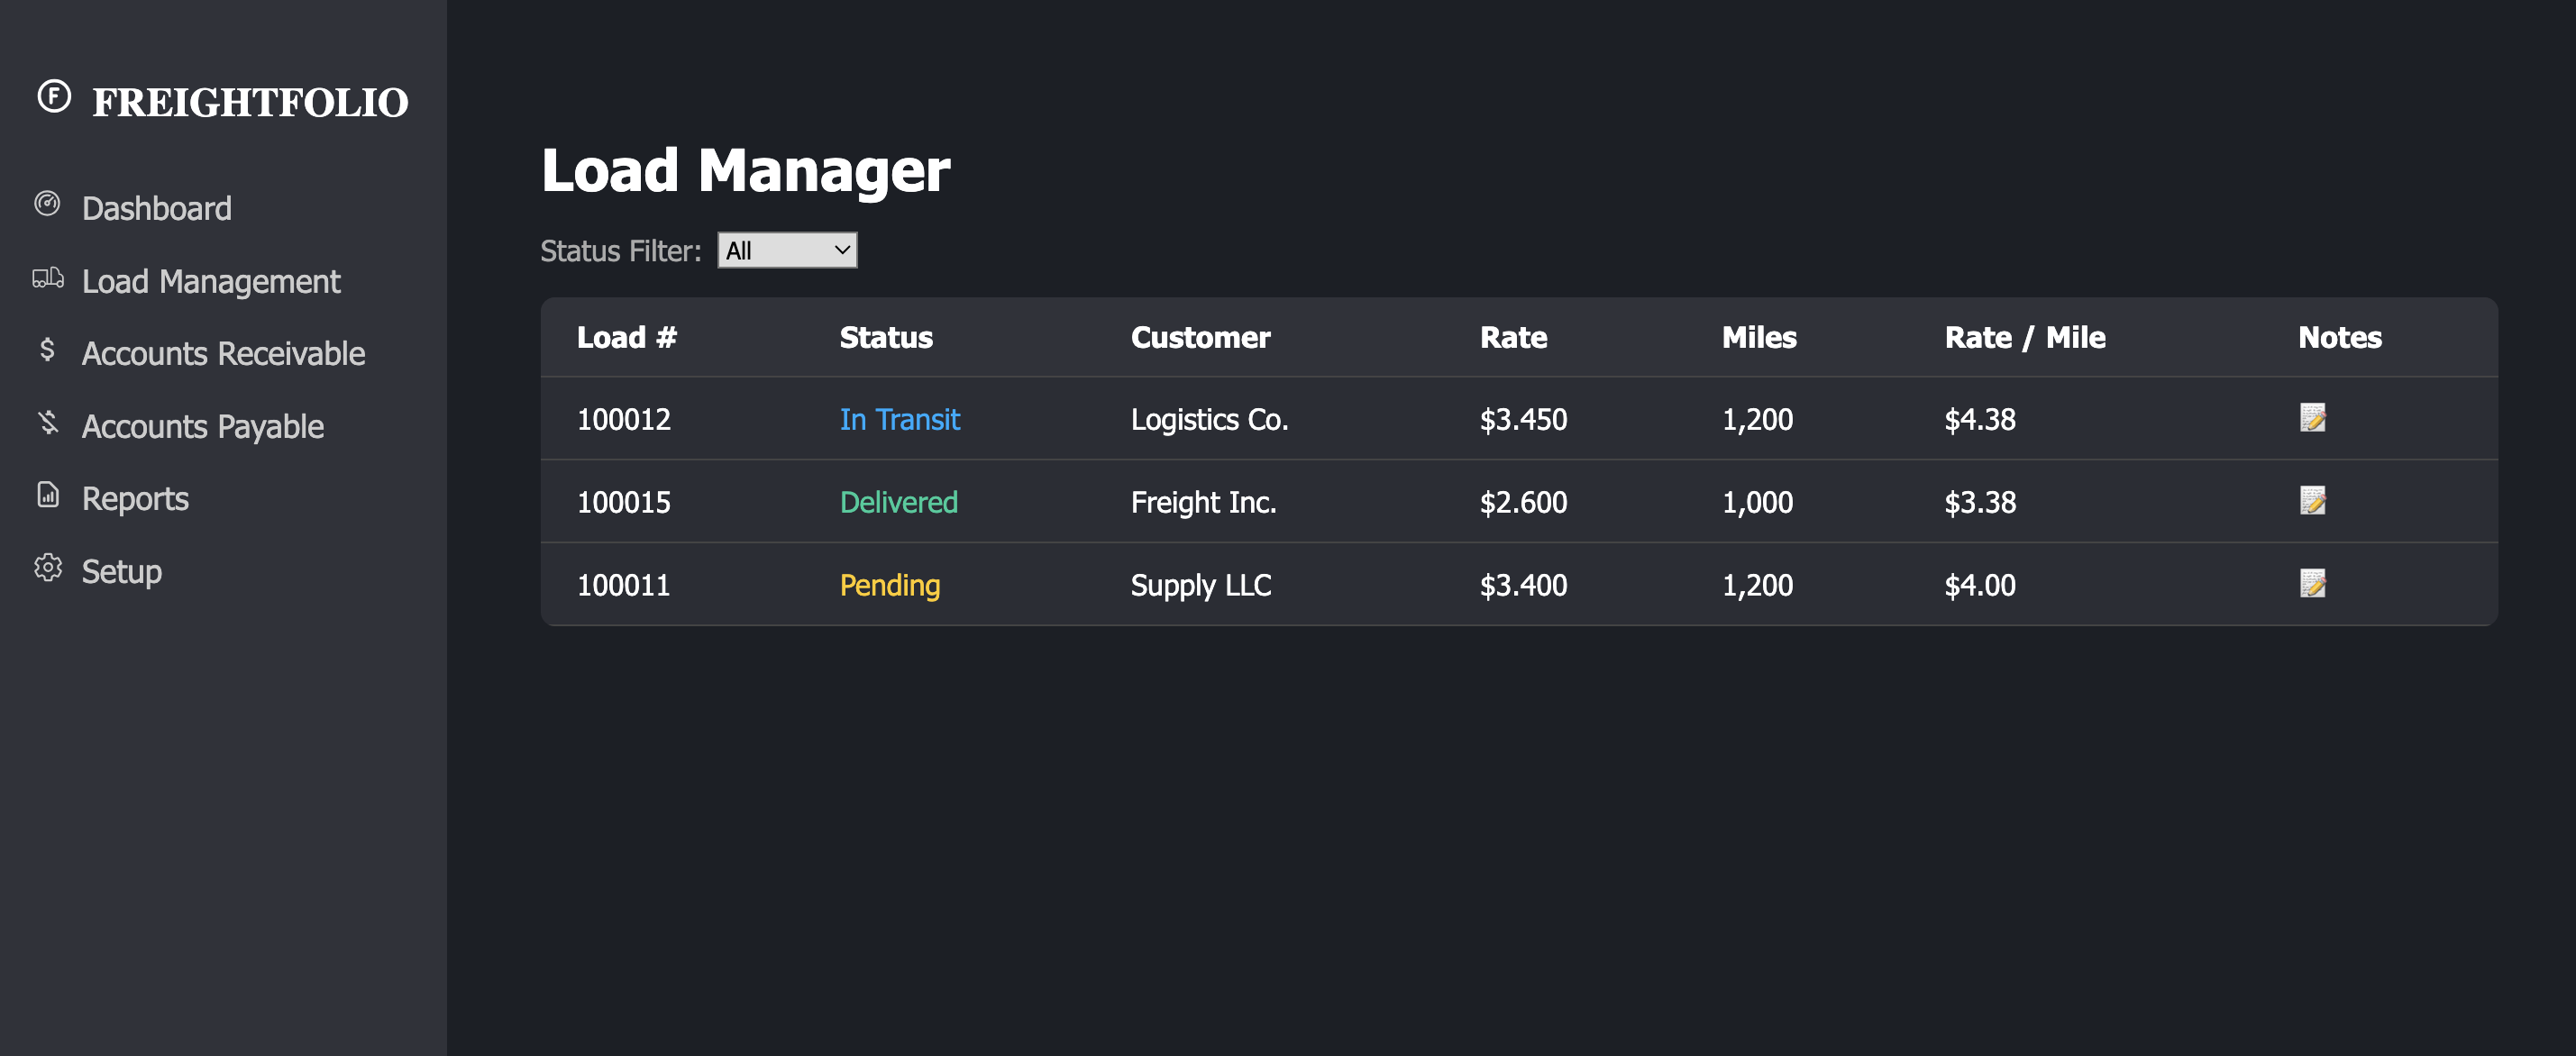 FREIGHTFOLIO
Dashboard
Load Management
Accounts Receivable
Accounts Payable
Reports
Setup
Load Manager
Status Filter: All
Load # Status Customer Rate Miles Rate / Mile Notes
100012 In Transit Logistics Co. $3.450 1,200 $4.38
100015 Delivered Freight Inc. $2.600 1,000 $3.38
100011 Pending Supply LLC $3.400 1,200 $4.00